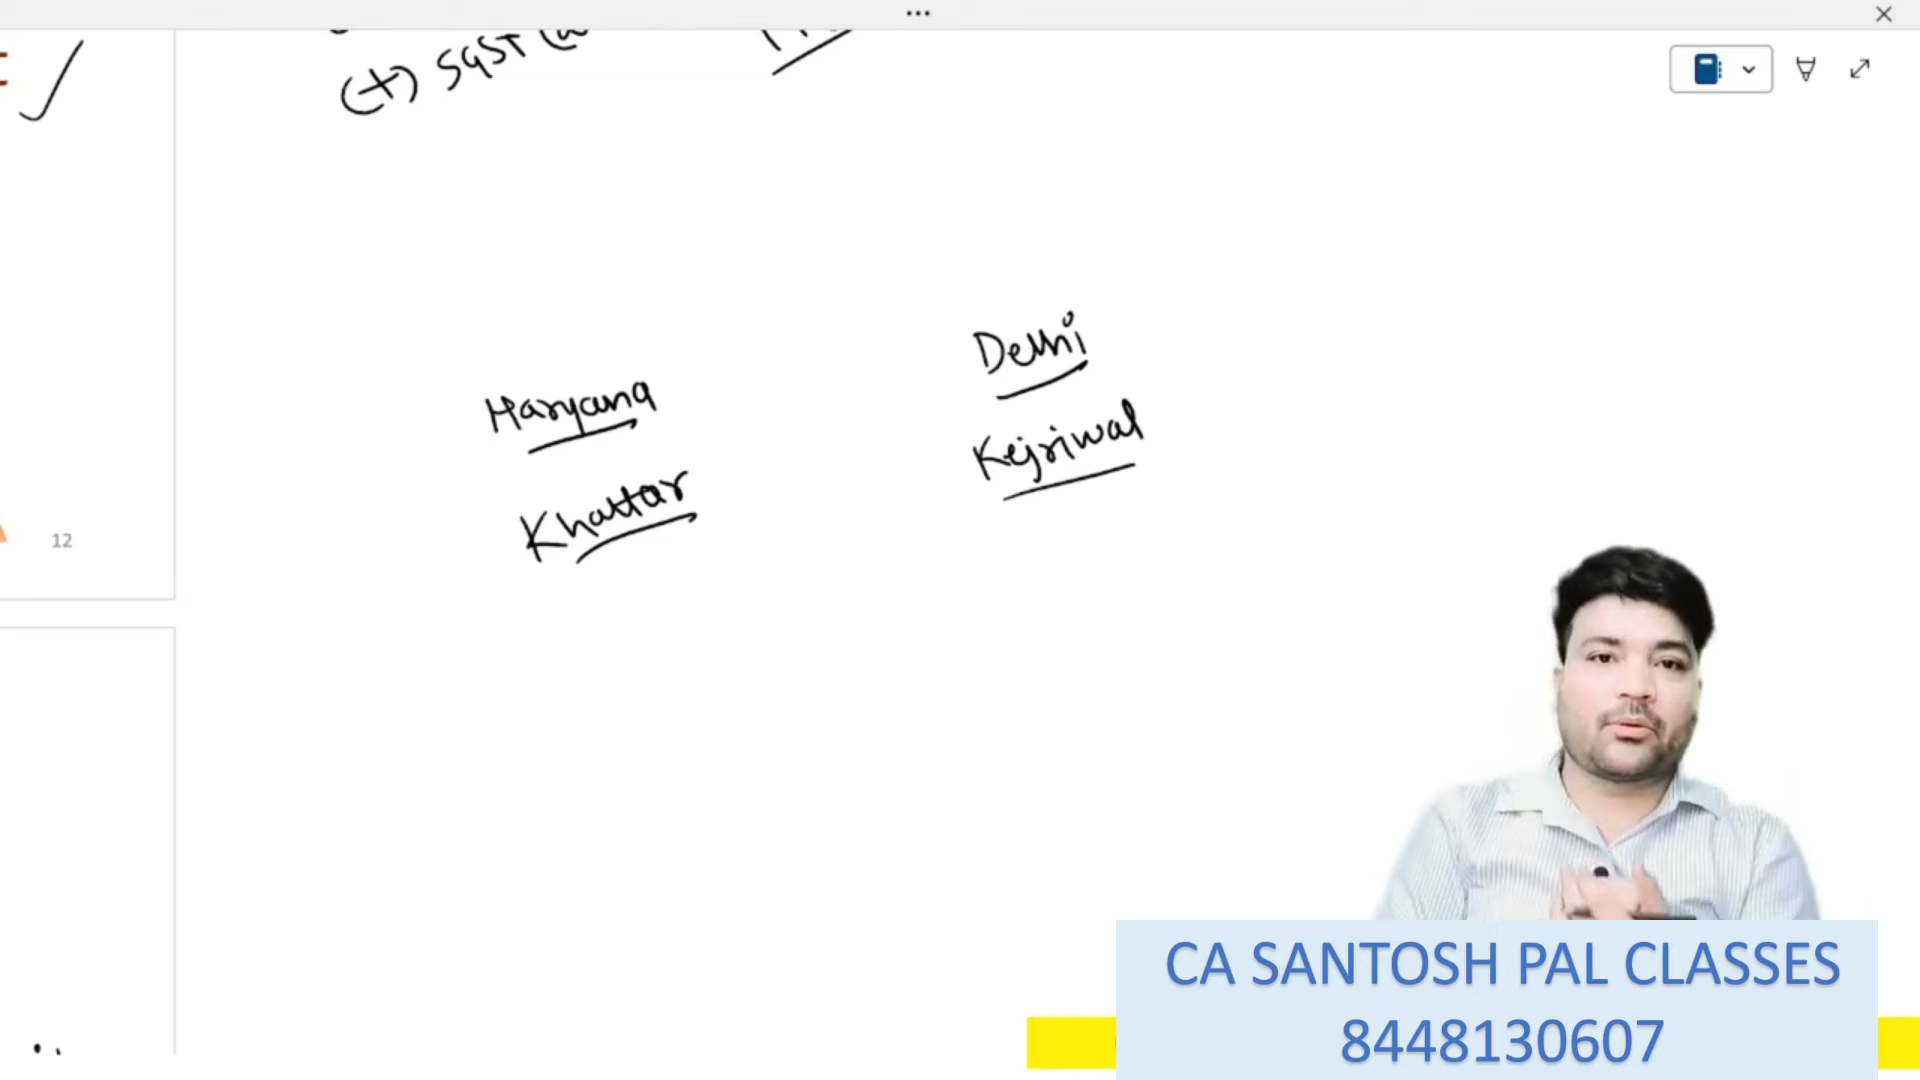 (+) SGST (@
Delhi
Haryana
Kejriwal
Khattar
12
CA SANTOSH PAL CLASSES
8448130607